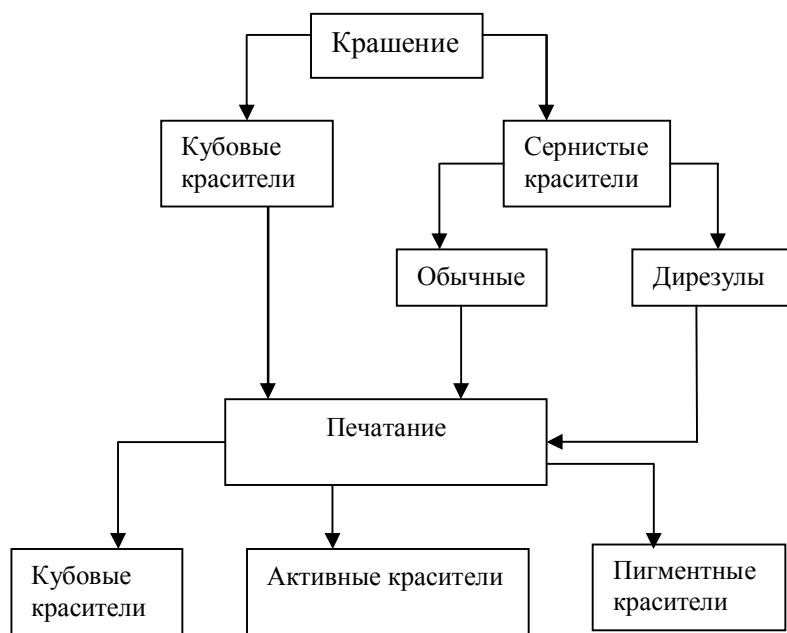 Крашение
Кубовые
красители
Сернистые
красители
Обычные
Дирезулы
Печатание
Кубовые
красители
Активные красители
Пигментные
красители